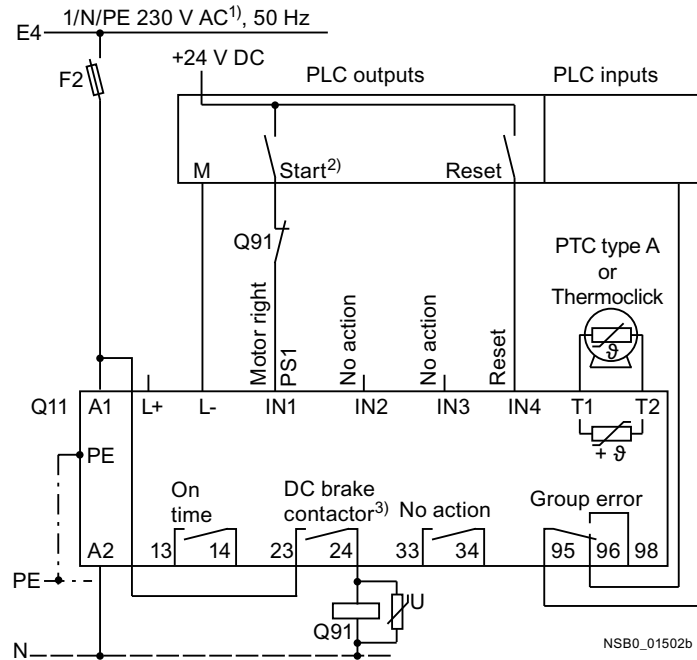 1/N/PE 230 V AC1), 50 Hz
E4
F2
+24 V DC
PLC outputs
PLC inputs
M
Start2)
Reset
Q91
PTC type A
or
Thermoclick
Motor right
PS1
No action
No action
Reset
ϑ
Q11
A1
L+
L-
IN1
IN2
IN3
IN4
T1
T2
+ ϑ
PE
On
time
DC brake
contactor3)
No action
Group error
A2
13
14
23
24
33
34
95
96
98
PE
U
Q91
N
NSB0_01502b